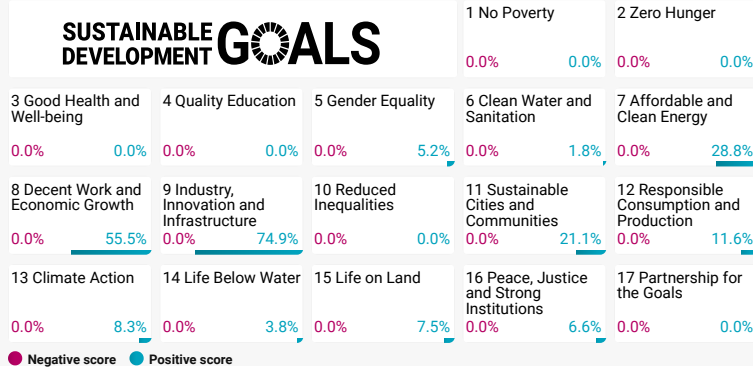 SUSTAINABLE
DEVELOPMENT
GOALS
1 No Poverty
0.0% 0.0%
2 Zero Hunger
0.0% 0.0%
3 Good Health and
Well-being
0.0% 0.0%
4 Quality Education
0.0% 0.0%
5 Gender Equality
0.0% 5.2%
6 Clean Water and
Sanitation
0.0% 1.8%
7 Affordable and
Clean Energy
0.0% 28.8%
8 Decent Work and
Economic Growth
0.0% 55.5%
9 Industry,
Innovation and
Infrastructure
0.0% 74.9%
10 Reduced
Inequalities
0.0% 0.0%
11 Sustainable
Cities and
Communities
0.0% 21.1%
12 Responsible
Consumption and
Production
0.0% 11.6%
13 Climate Action
0.0% 8.3%
14 Life Below Water
0.0% 3.8%
15 Life on Land
0.0% 7.5%
16 Peace, Justice
and Strong
Institutions
0.0% 6.6%
17 Partnership for
the Goals
0.0% 0.0%
Negative score Positive score